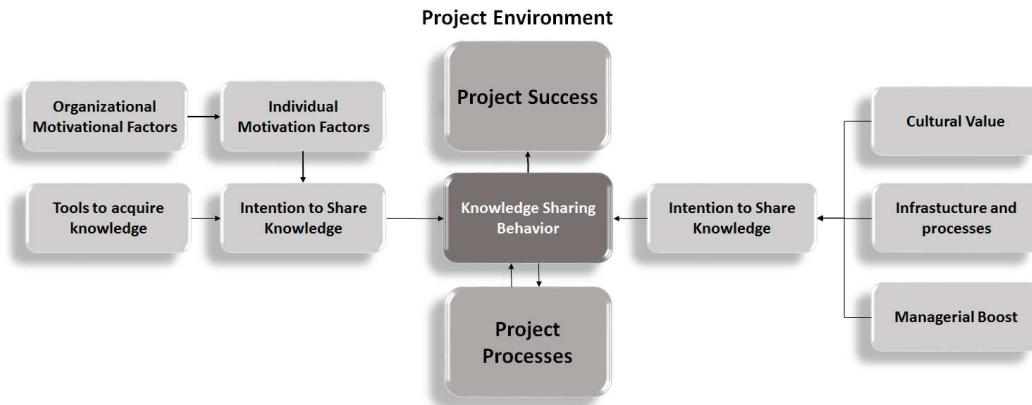 Project Environment
Project Success
Organizational
Motivational Factors
Individual
Motivation Factors
Cultural Value
Tools to acquire
knowledge
Intention to Share
Knowledge
Knowledge Sharing
Behavior
Intention to Share
Knowledge
Infrastucture and
processes
Project
Processes
Managerial Boost